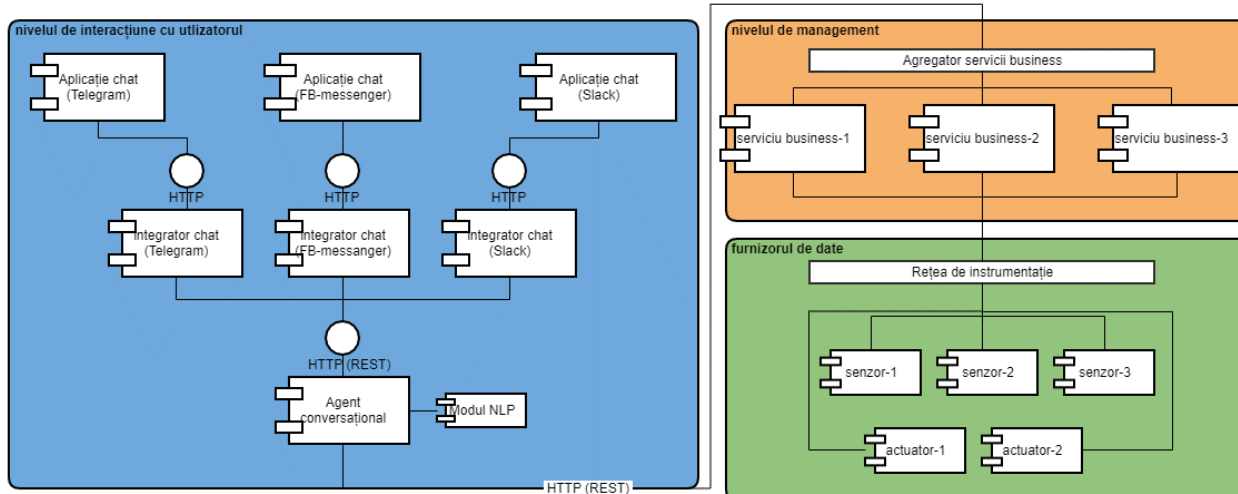 nivelul de interacțiune cu utlizatorul
Aplicație chat
(Telegram)
Aplicație chat
(FB-messenger)
Aplicație chat
(Slack)
HTTP
HTTP
HTTP
Integrator chat
(Telegram)
Integrator chat
(FB-messanger)
Integrator chat
(Slack)
HTTP (REST)
Agent
conversațional
Modul NLP
HTTP (REST)
nivelul de management
Agregator servicii business
serviciu business-1
serviciu business-2
serviciu business-3
furnizorul de date
Rețea de instrumentație
senzor-1
senzor-2
senzor-3
actuator-1
actuator-2